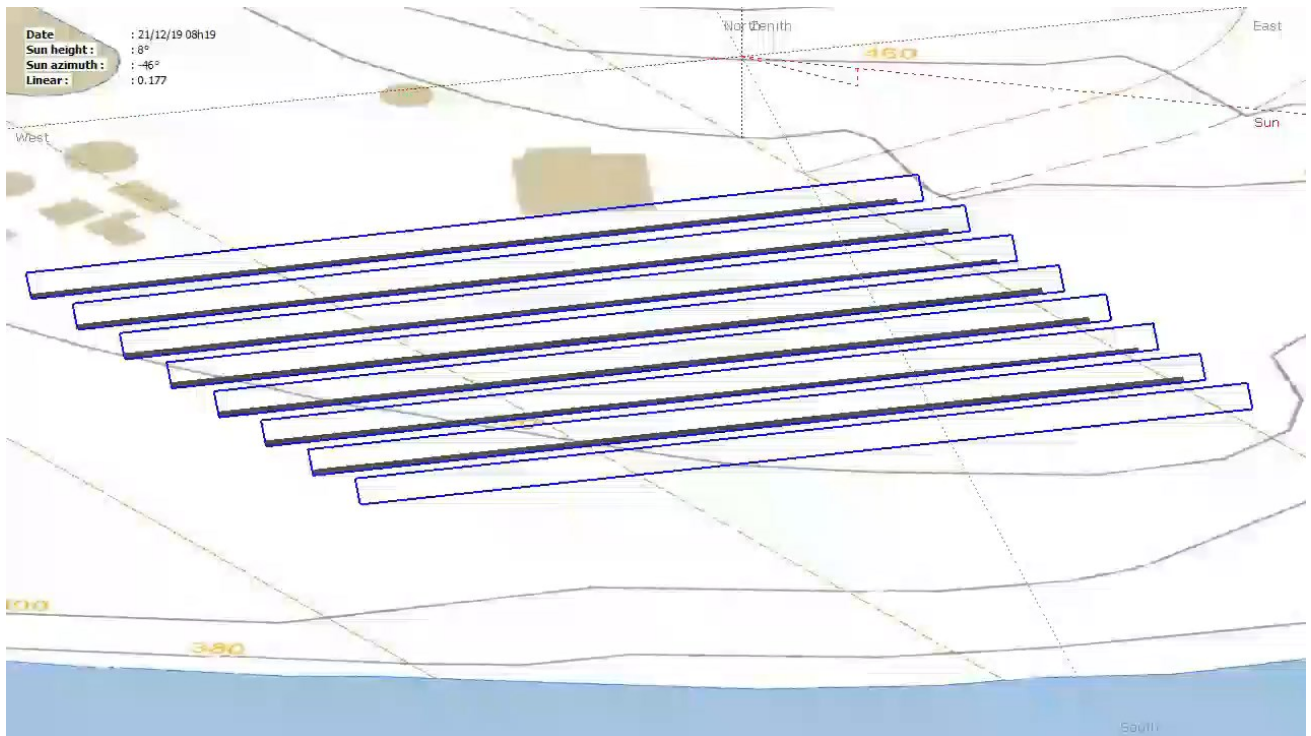 Date : 21/12/19 08h19
Sun height : : 8°
Sun azimuth : : -46°
Linear : : 0.177
North
Zenith
East
460
West
Sun
380
South